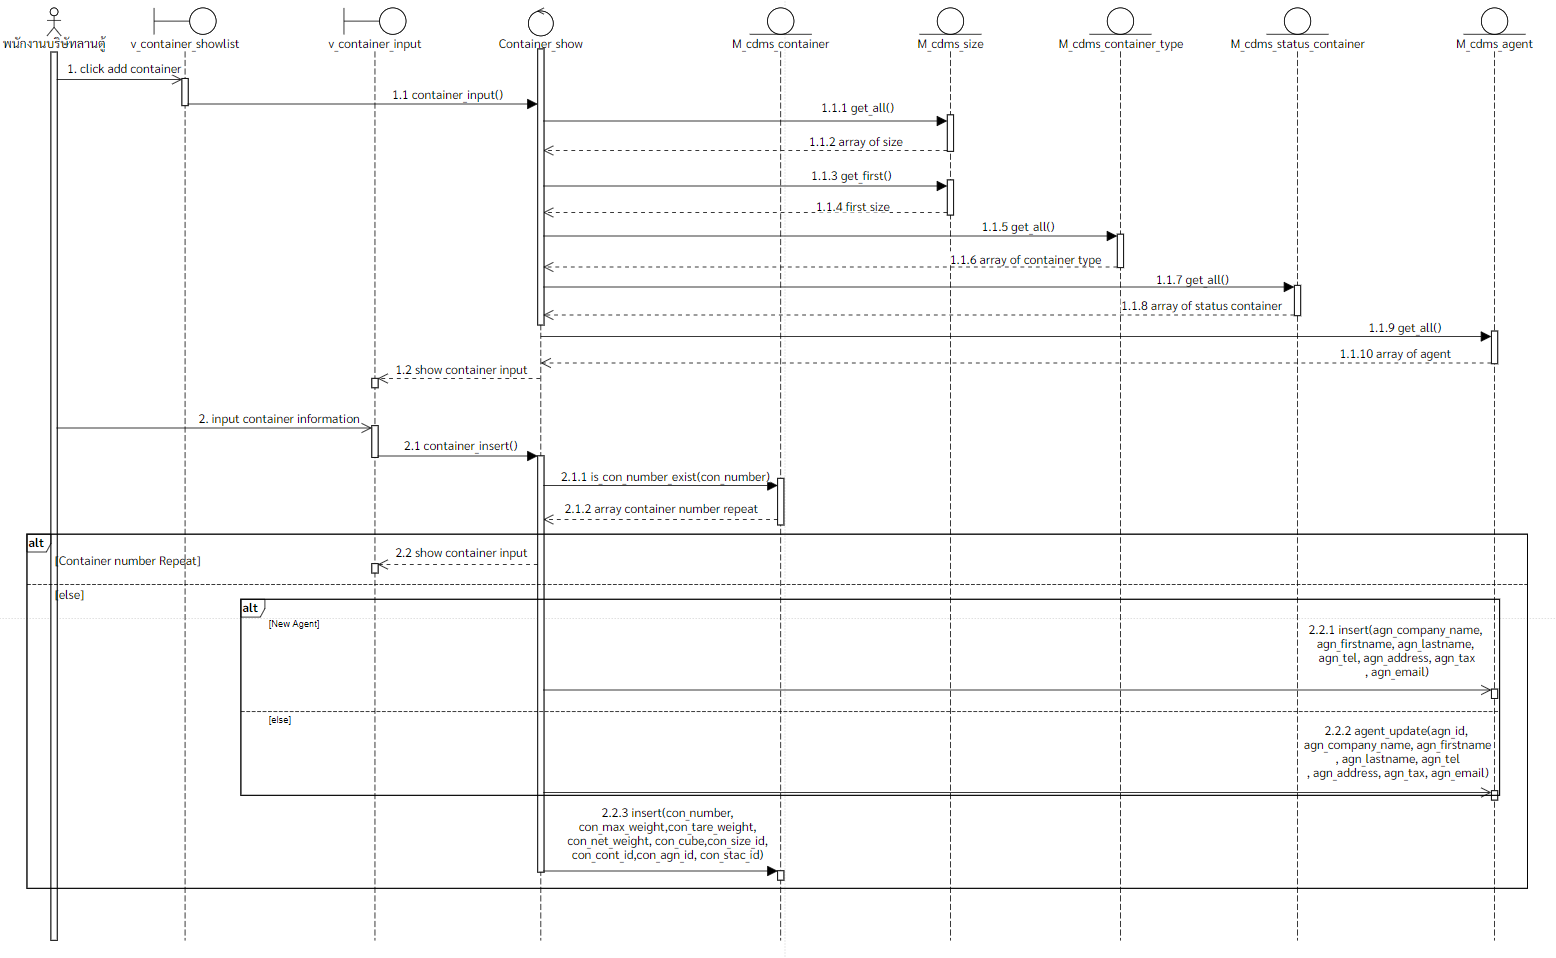 พนักงานบริษัทลานตู้
v_container_showlist
v_container_input
Container_show
M_cdms_container
M_cdms_size
M_cdms_container_type
M_cdms_status_container
M_cdms_agent
1. click add container
1.1 container_input()
1.1.1 get_all()
1.1.2 array of size
1.1.3 get_first()
1.1.4 first size
1.1.5 get_all()
1.1.6 array of container type
1.1.7 get_all()
1.1.8 array of status container
1.1.9 get_all()
1.1.10 array of agent
1.2 show container input
2. input container information
2.1 container_insert()
2.1.1 is_con_number_exist(con_number)
2.1.2 array container number repeat
alt
[Container number Repeat]
2.2 show container input
[else]
alt
[New Agent]
2.2.1 insert(agn_company_name,
agn_firstname, agn_lastname,
agn_tel, agn_address, agn_tax
, agn_email)
[else]
2.2.2 agent_update(agn_id,
agn_company_name, agn_firstname
, agn_lastname, agn_tel
, agn_address, agn_tax, agn_email)
2.2.3 insert(con_number,
con_max_weight,con_tare_weight,
con_net_weight, con_cube,con_size_id,
con_cont_id,con_agn_id, con_stac_id)